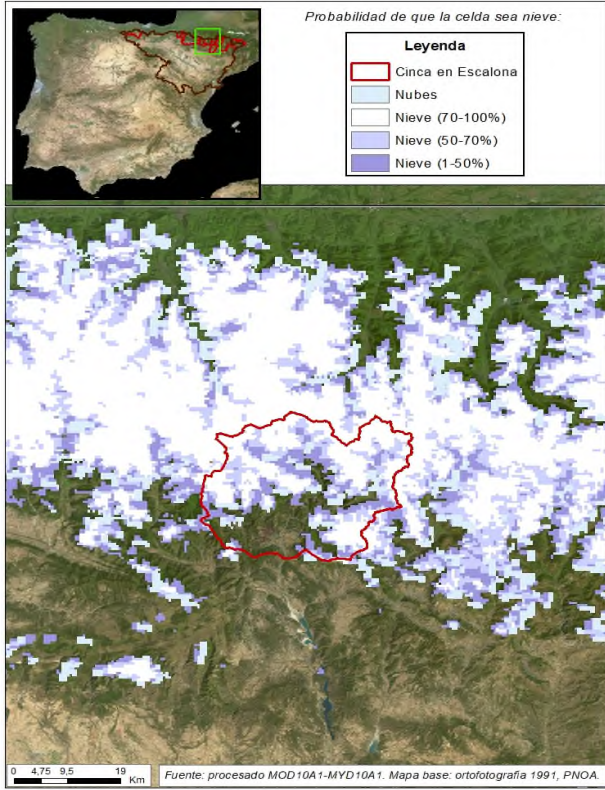 Probabilidad de que la celda sea nieve:
Leyenda
Cinca en Escalona
Nubes
Nieve (70-100%)
Nieve (50-70%)
Nieve (1-50%)
0 4,75 9,5 19
Km
Fuente: procesado MOD10A1-MYD10A1. Mapa base: ortofotografía 1991, PNOA.